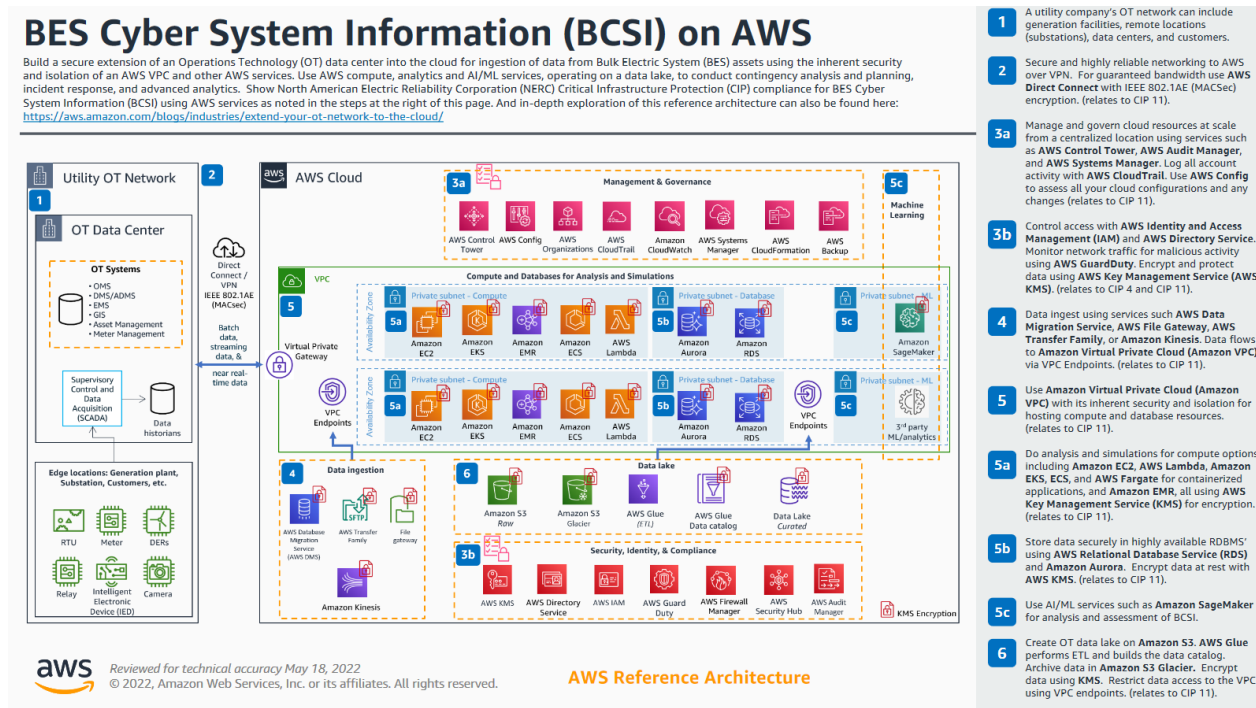 BES Cyber System Information (BCSI) on AWS
Build a secure extension of an Operations Technology (OT) data center into the cloud for ingestion of data from Bulk Electric System (BES) assets using the inherent security
and isolation of an AWS VPC and other AWS services. Use AWS compute, analytics and AI/ML services, operating on a data lake, to conduct contingency analysis and planning,
incident response, and advanced analytics. Show North American Electric Reliability Corporation (NERC) Critical Infrastructure Protection (CIP) compliance for BES Cyber
System Information (BCSI) using AWS services as noted in the steps at the right of this page. And in-depth exploration of this reference architecture can also be found here:
https://aws.amazon.com/blogs/industries/extend-your-ot-network-to-the-cloud/
Utility OT Network
1
OT Data Center
OT Systems
• OMS
• DMS/ADMS
• EMS
• GIS
• Asset Management
• Meter Management
Supervisory
Control and
Data
Acquisition
(SCADA)
Data
historians
Edge locations: Generation plant,
Substation, Customers, etc.
RTU
Meter
DERs
Relay
Intelligent
Electronic
Device (IED)
Camera
2
Direct
Connect /
VPN
IEEE 802.1AE
(MACsec)
Batch
data,
streaming
data, &
near real-
time data
aws
AWS Cloud
3a
Management & Governance
AWS Control
Tower
AWS Config
AWS
Organizations
AWS
CloudTrail
Amazon
CloudWatch
AWS Systems
Manager
AWS
CloudFormation
AWS
Backup
5c
Machine
Learning
VPC
5
Compute and Databases for Analysis and Simulations
Virtual Private
Gateway
VPC
Endpoints
Availability Zone
Private subnet - Compute
5a
Amazon
EC2
Amazon
EKS
Amazon
EMR
Amazon
ECS
AWS
Lambda
Private subnet - Database
5b
Amazon
Aurora
Amazon
RDS
Private subnet - ML
5c
Amazon
SageMaker
Availability Zone
Private subnet - Compute
5a
Amazon
EC2
Amazon
EKS
Amazon
EMR
Amazon
ECS
AWS
Lambda
Private subnet - Database
5b
Amazon
Aurora
Amazon
RDS
VPC
Endpoints
Private subnet - ML
5c
3rd party
ML/analytics
4
Data ingestion
AWS Database
Migration
Service
(AWS DMS)
SFTP
AWS Transfer
Family
File
gateway
Amazon Kinesis
6
Data lake
Amazon S3
Raw
Amazon S3
Glacier
AWS Glue
(ETL)
AWS Glue
Data catalog
Data Lake
Curated
3b
Security, Identity, & Compliance
AWS KMS
AWS Directory
Service
AWS IAM
AWS Guard
Duty
AWS Firewall
Manager
AWS
Security Hub
AWS Audit
Manager
KMS Encryption
aws
Reviewed for technical accuracy May 18, 2022
© 2022, Amazon Web Services, Inc. or its affiliates. All rights reserved.
AWS Reference Architecture
1
A utility company's OT network can include
generation facilities, remote locations
(substations), data centers, and customers.
2
Secure and highly reliable networking to AWS
over VPN. For guaranteed bandwidth use AWS
Direct Connect with IEEE 802.1AE (MACSec)
encryption. (relates to CIP 11).
3a
Manage and govern cloud resources at scale
from a centralized location using services such
as AWS Control Tower, AWS Audit Manager,
and AWS Systems Manager. Log all account
activity with AWS CloudTrail. Use AWS Config
to assess all your cloud configurations and any
changes (relates to CIP 11).
3b
Control access with AWS Identity and Access
Management (IAM) and AWS Directory Service.
Monitor network traffic for malicious activity
using AWS GuardDuty. Encrypt and protect
data using AWS Key Management Service (AWS
KMS). (relates to CIP 4 and CIP 11).
4
Data ingest using services such AWS Data
Migration Service, AWS File Gateway, AWS
Transfer Family, or Amazon Kinesis. Data flows
to Amazon Virtual Private Cloud (Amazon VPC)
via VPC Endpoints. (relates to CIP 11).
5
Use Amazon Virtual Private Cloud (Amazon
VPC) with its inherent security and isolation for
hosting compute and database resources.
(relates to CIP 11).
5a
Do analysis and simulations for compute options
including Amazon EC2, AWS Lambda, Amazon
EKS, ECS, and AWS Fargate for containerized
applications, and Amazon EMR, all using AWS
Key Management Service (KMS) for encryption.
(relates to CIP 11).
5b
Store data securely in highly available RDBMS'
using AWS Relational Database Service (RDS)
and Amazon Aurora. Encrypt data at rest with
AWS KMS. (relates to CIP 11).
5c
Use AI/ML services such as Amazon SageMaker
for analysis and assessment of BCSI.
6
Create OT data lake on Amazon S3. AWS Glue
performs ETL and builds the data catalog.
Archive data in Amazon S3 Glacier. Encrypt
data using KMS. Restrict data access to the VPC
using VPC endpoints. (relates to CIP 11).